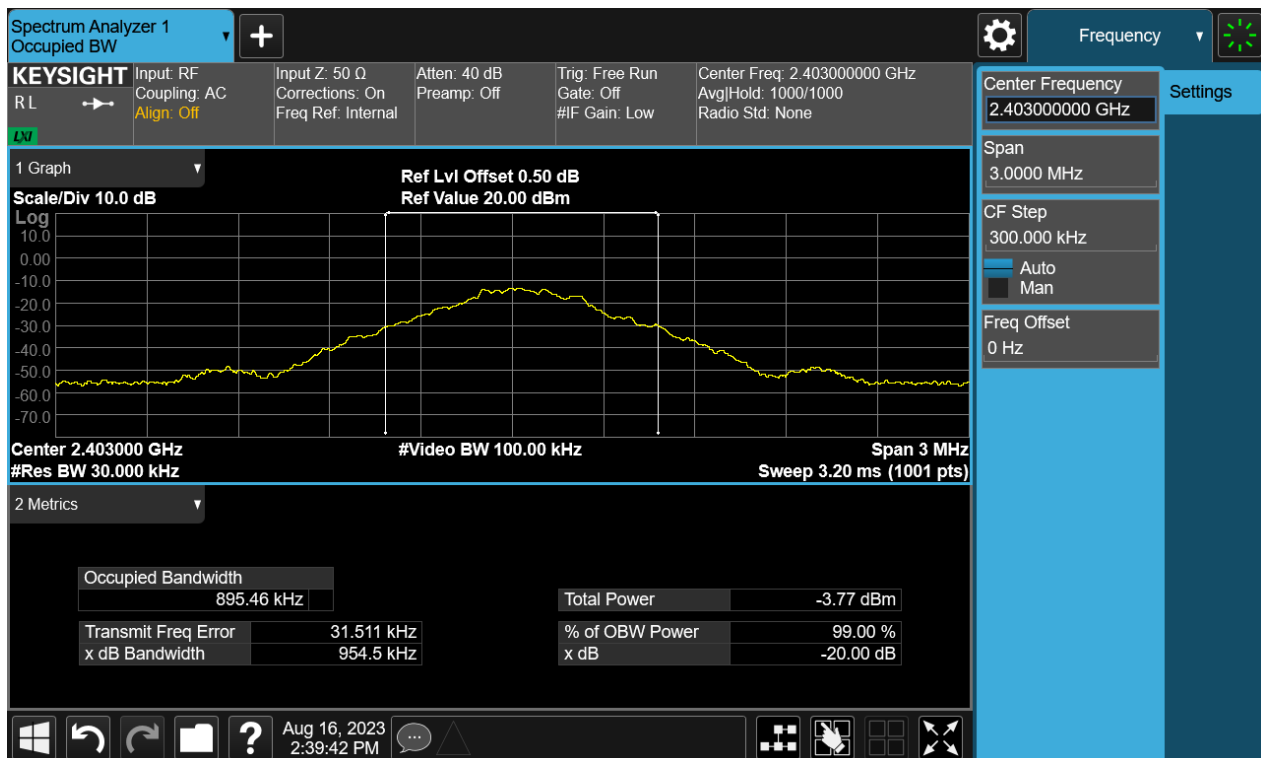 Spectrum Analyzer 1
Occupied BW
+
Frequency
KEYSIGHT
R L
LXI
Input: RF
Coupling: AC
Align: Off
Input Z: 50 Ω
Corrections: On
Freq Ref: Internal
Atten: 40 dB
Preamp: Off
Trig: Free Run
Gate: Off
#IF Gain: Low
Center Freq: 2.403000000 GHz
Avg|Hold: 1000/1000
Radio Std: None
Center Frequency
2.403000000 GHz
Settings
Span
3.0000 MHz
CF Step
300.000 kHz
Auto
Man
Freq Offset
0 Hz
1 Graph
Scale/Div 10.0 dB
Ref Lvl Offset 0.50 dB
Ref Value 20.00 dBm
Log
10.0
0.00
-10.0
-20.0
-30.0
-40.0
-50.0
-60.0
-70.0
Center 2.403000 GHz
#Video BW 100.00 kHz
Span 3 MHz
#Res BW 30.000 kHz
Sweep 3.20 ms (1001 pts)
2 Metrics
Occupied Bandwidth
895.46 kHz
Total Power -3.77 dBm
Transmit Freq Error 31.511 kHz
% of OBW Power 99.00 %
x dB Bandwidth 954.5 kHz
x dB -20.00 dB
?
Aug 16, 2023
2:39:42 PM